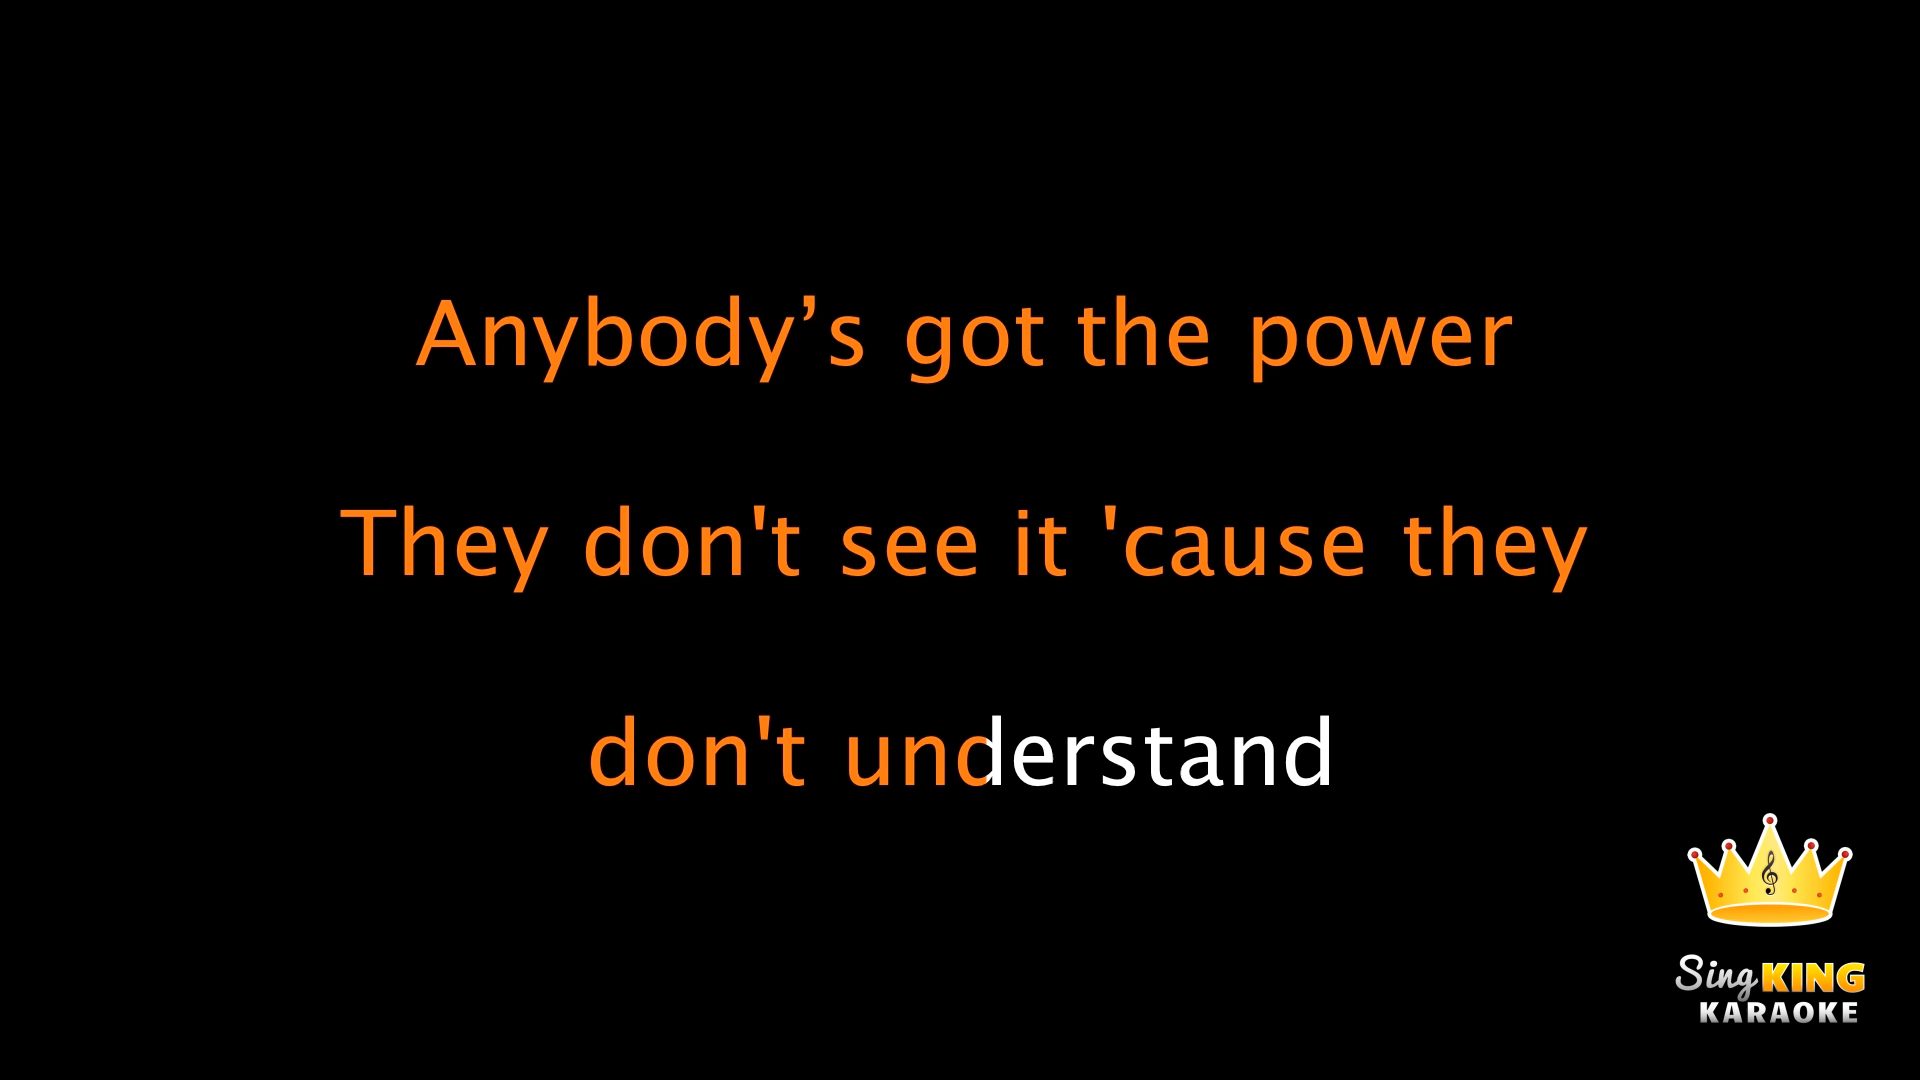 Anybody’s got the power
They don't see it 'cause they
don't understand
Sing KING
KARAOKE